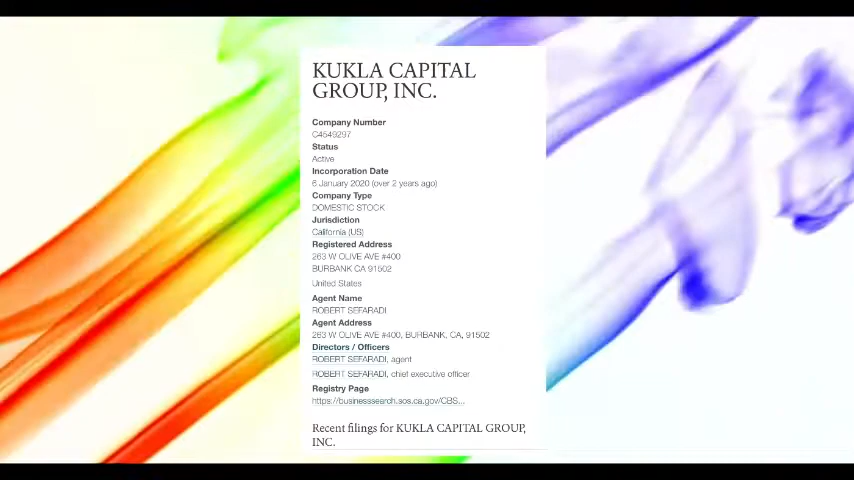 KUKLA CAPITAL
GROUP, INC.
Company Number
C4549297
Status
Active
Incorporation Date
6 January 2020 (over 2 years ago)
Company Type
DOMESTIC STOCK
Jurisdiction
California (US)
Registered Address
263 W OLIVE AVE #400
BURBANK CA 91502
United States
Agent Name
ROBERT SEFARADI
Agent Address
263 W OLIVE AVE #400, BURBANK, CA, 91502
Directors / Officers
ROBERT SEFARADI, agent
ROBERT SEFARADI, chief executive officer
Registry Page
https://businesssearch.sos.ca.gov/CBS...
Recent filings for KUKLA CAPITAL GROUP,
INC.